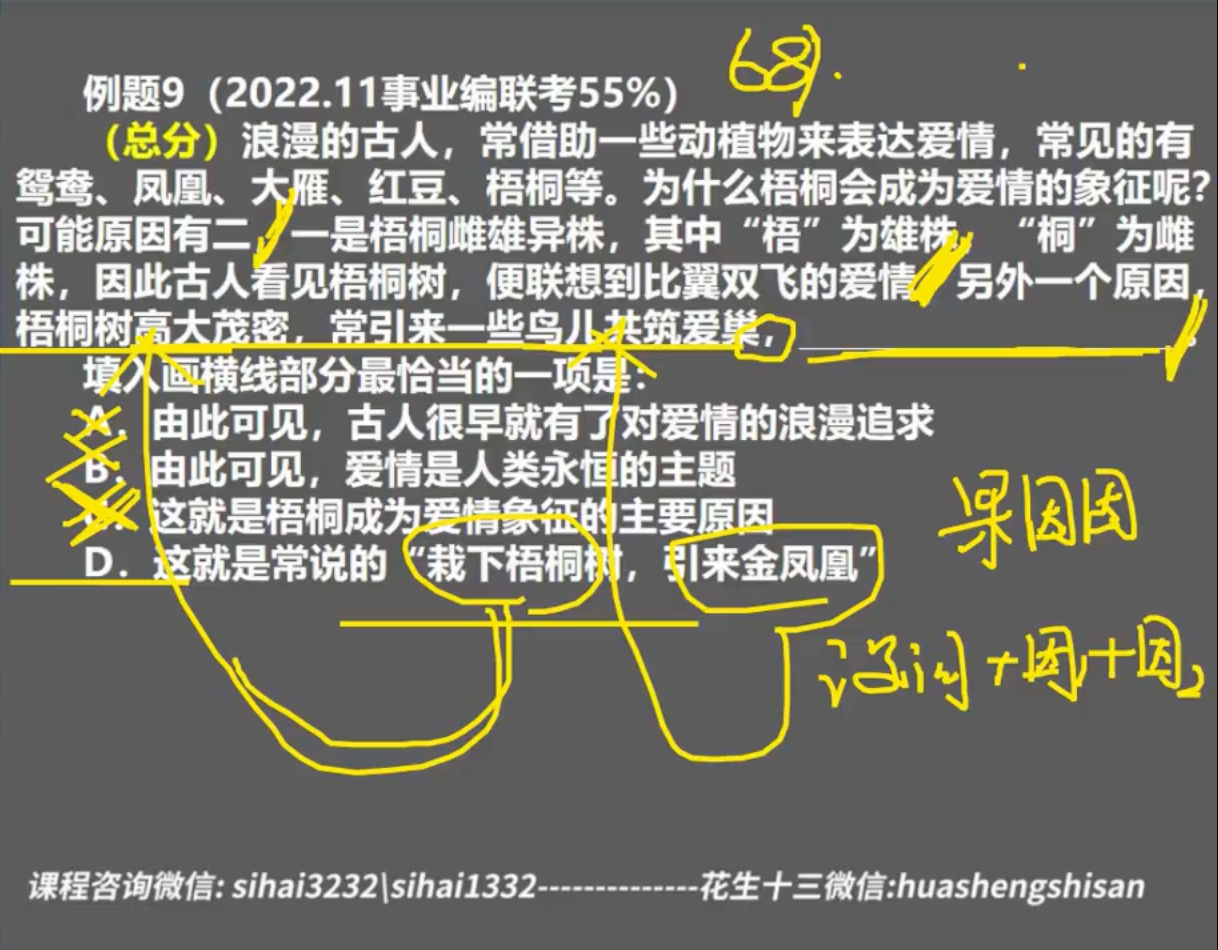 68).
例题9（2022.11事业编联考55%）
（总分）浪漫的古人，常借助一些动植物来表达爱情，常见的有
鸳鸯、凤凰、大雁、红豆、梧桐等。为什么梧桐会成为爱情的象征呢？
可能原因有二，一是梧桐雌雄异株，其中“梧”为雄株，“桐”为雌
株，因此古人看见梧桐树，便联想到比翼双飞的爱情。另外一个原因，
梧桐树高大茂密，常引来一些鸟儿共筑爱巢，____________。
填入画横线部分最恰当的一项是：
A. 由此可见，古人很早就有了对爱情的浪漫追求
B. 由此可见，爱情是人类永恒的主题
C. 这就是梧桐成为爱情象征的主要原因
D. 这就是常说的“栽下梧桐树，引来金凤凰”
果因因
设问+因1+因2
课程咨询微信: sihai3232|sihai1332--------------花生十三微信:huashengshisan